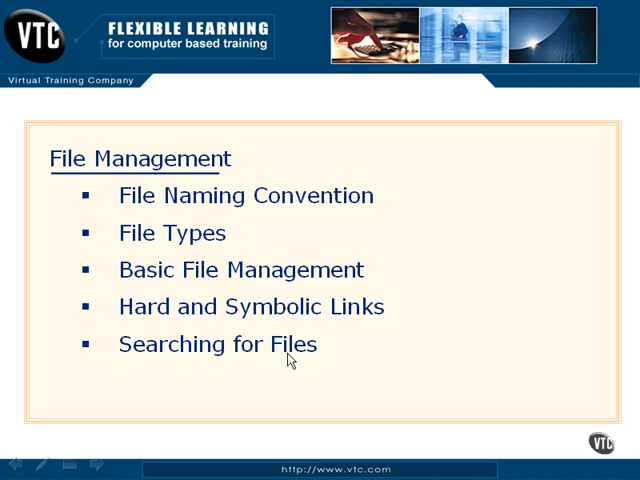 VTC
FLEXIBLE LEARNING
for computer based training
Virtual Training Company
File Management
File Naming Convention
File Types
Basic File Management
Hard and Symbolic Links
Searching for Files
VTC
http://www.vtc.com